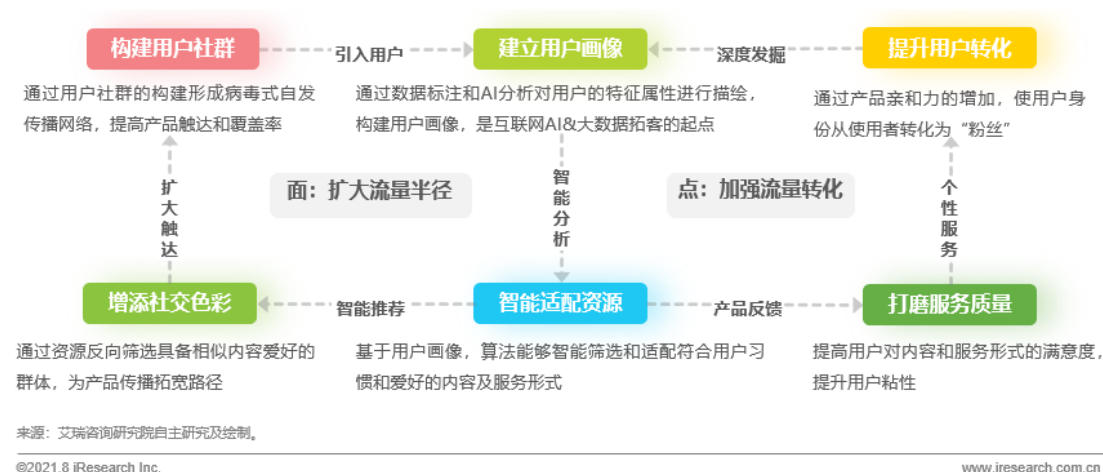 构建用户社群
引入用户
建立用户画像
深度发掘
提升用户转化
通过用户社群的构建形成病毒式自发
传播网络，提高产品触达和覆盖率
通过数据标注和AI分析对用户的特征属性进行描绘，
构建用户画像，是互联网AI&大数据拓客的起点
通过产品亲和力的增加，使用户身
份从使用者转化为“粉丝”
扩大触达
面：扩大流量半径
智能分析
点：加强流量转化
个性服务
增添社交色彩
智能推荐
智能适配资源
产品反馈
打磨服务质量
通过资源反向筛选具备相似内容爱好的
群体，为产品传播拓宽路径
基于用户画像，算法能够智能筛选和适配符合用户习
惯和爱好的内容及服务形式
提高用户对内容和服务形式的满意度，
提升用户粘性
来源：艾瑞咨询研究院自主研究及绘制。
©2021.8 iResearch Inc.
www.iresearch.com.cn